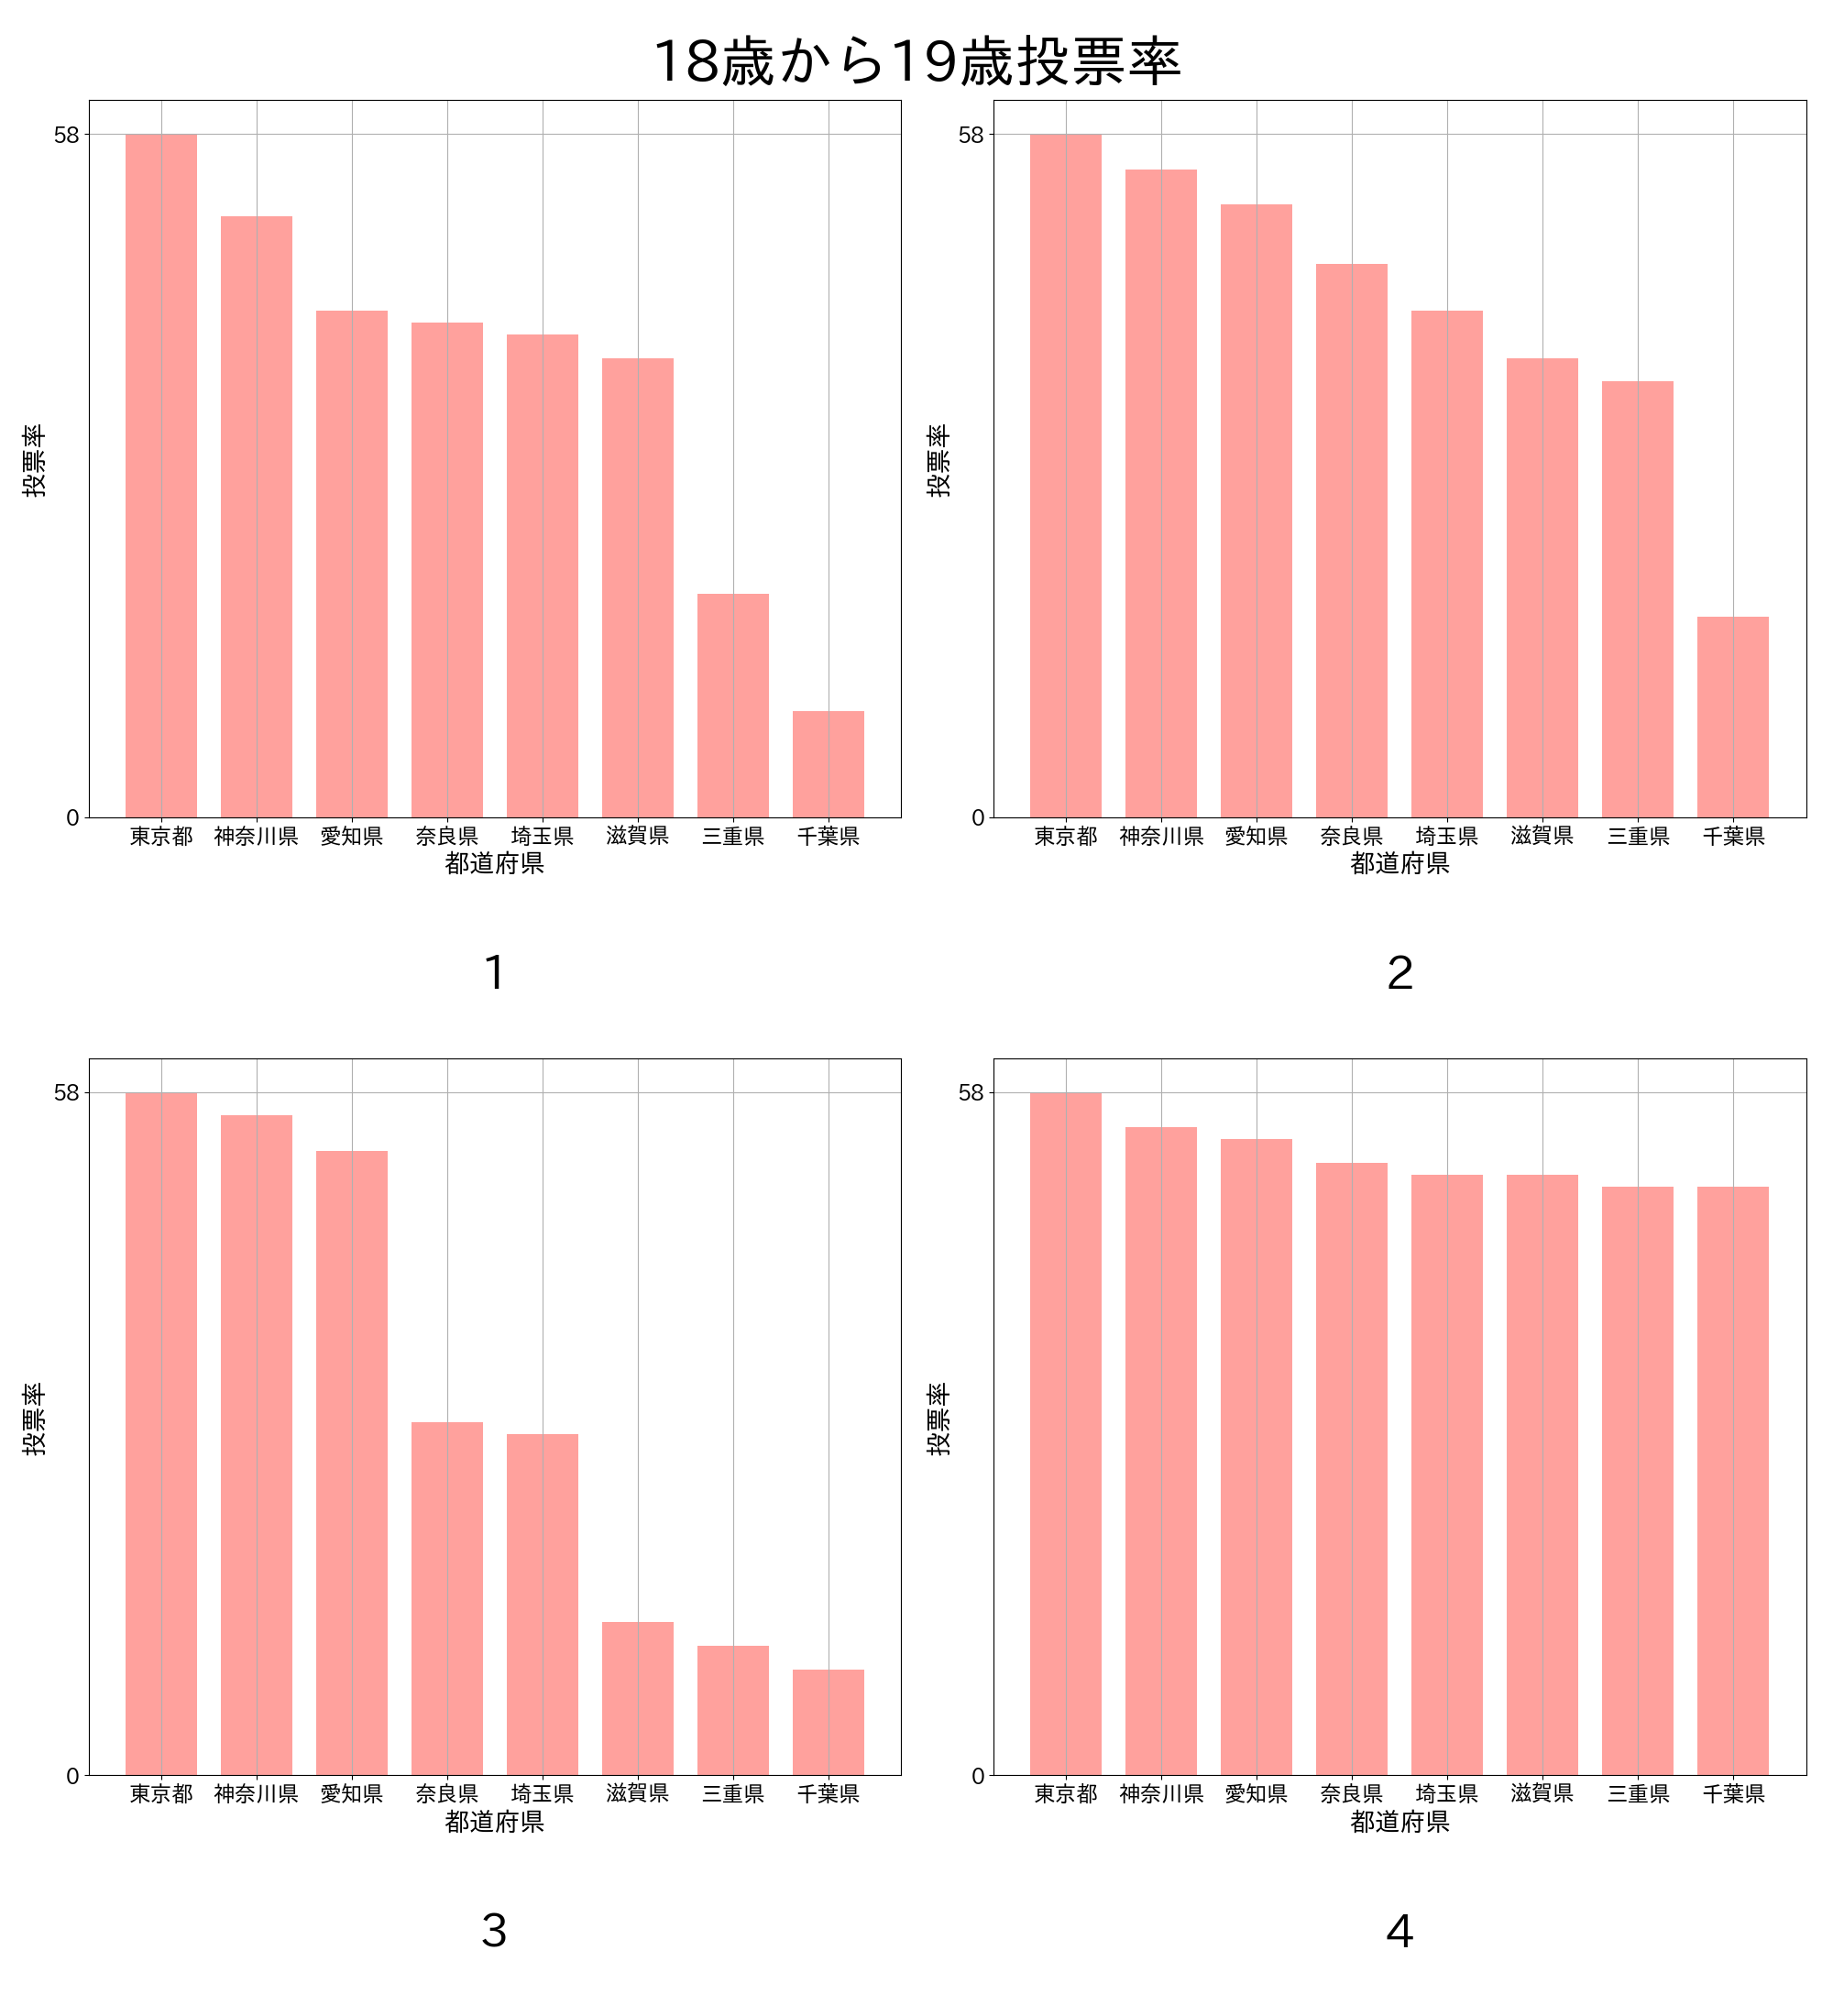 18歳から19歳投票率
58
0
投票率
東京都 神奈川県 愛知県 奈良県 埼玉県 滋賀県 三重県 千葉県
都道府県
1
58
0
投票率
東京都 神奈川県 愛知県 奈良県 埼玉県 滋賀県 三重県 千葉県
都道府県
2
58
0
投票率
東京都 神奈川県 愛知県 奈良県 埼玉県 滋賀県 三重県 千葉県
都道府県
3
58
0
投票率
東京都 神奈川県 愛知県 奈良県 埼玉県 滋賀県 三重県 千葉県
都道府県
4